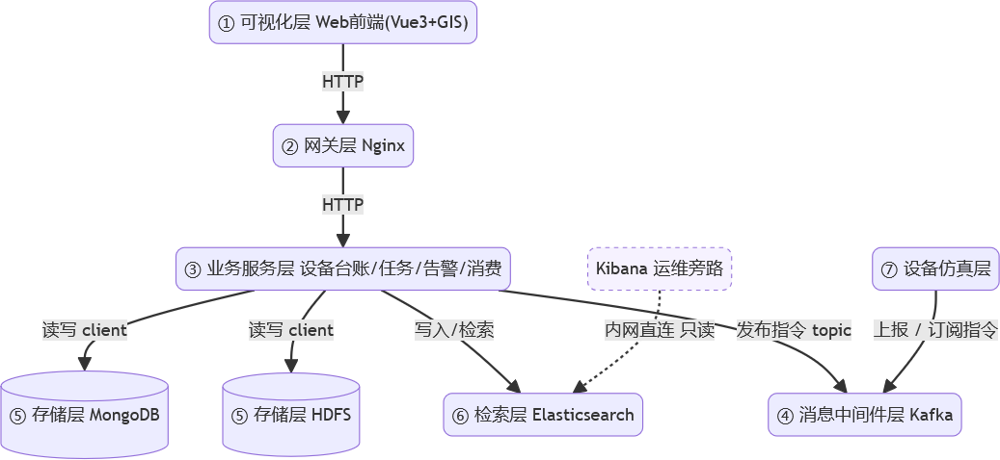 ① 可视化层 Web前端(Vue3+GIS)
HTTP
② 网关层 Nginx
HTTP
③ 业务服务层 设备台账/任务/告警/消费
Kibana 运维旁路
⑦ 设备仿真层
读写 client
读写 client
写入/检索
内网直连 只读
发布指令 topic
上报 / 订阅指令
⑤ 存储层 MongoDB
⑤ 存储层 HDFS
⑥ 检索层 Elasticsearch
④ 消息中间件层 Kafka